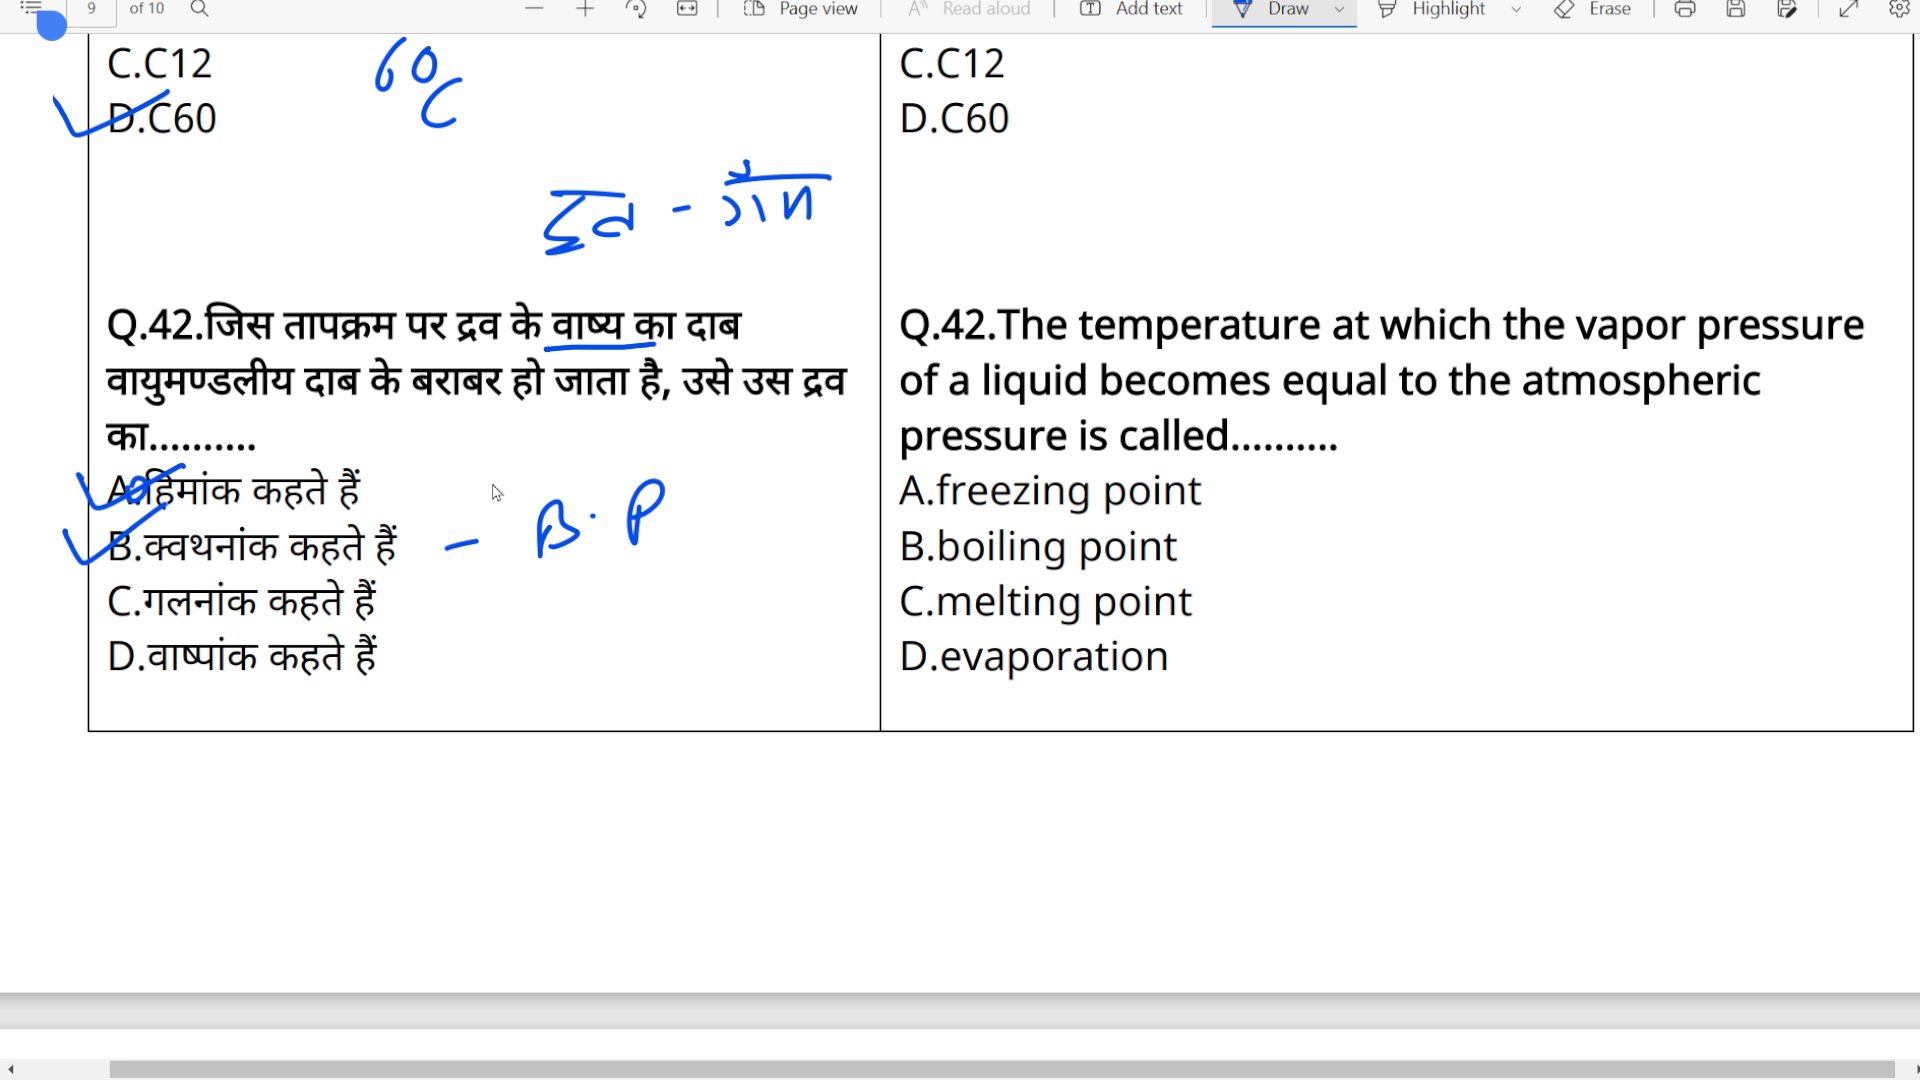 9 of 10 Page view Read aloud Add text Draw Highlight Erase
C.C12
D.C60
60
C
द्रव - गैस
Q.42.जिस तापक्रम पर द्रव के वाष्य का दाब
वायुमण्डलीय दाब के बराबर हो जाता है, उसे उस द्रव
का..........
A.हिमांक कहते हैं
B.क्वथनांक कहते हैं - B.P
C.गलनांक कहते हैं
D.वाष्पांक कहते हैं
C.C12
D.C60
Q.42.The temperature at which the vapor pressure
of a liquid becomes equal to the atmospheric
pressure is called..........
A.freezing point
B.boiling point
C.melting point
D.evaporation